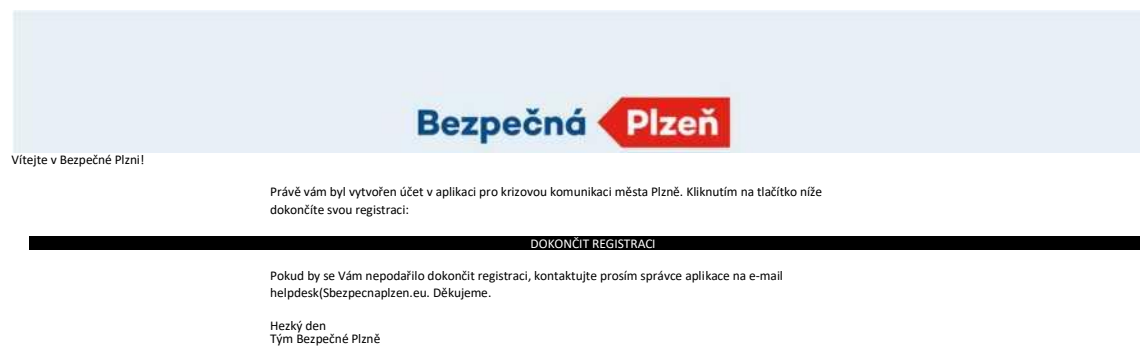 Bezpečná Plzeň
Vítejte v Bezpečné Plzni!
Právě vám byl vytvořen účet v aplikaci pro krizovou komunikaci města Plzně. Kliknutím na tlačítko níže
dokončíte svou registraci:
DOKONČIT REGISTRACI
Pokud by se Vám nepodařilo dokončit registraci, kontaktujte prosím správce aplikace na e-mail
helpdesk(Sbezpecnaplzen.eu. Děkujeme.
Hezký den
Tým Bezpečné Plzně